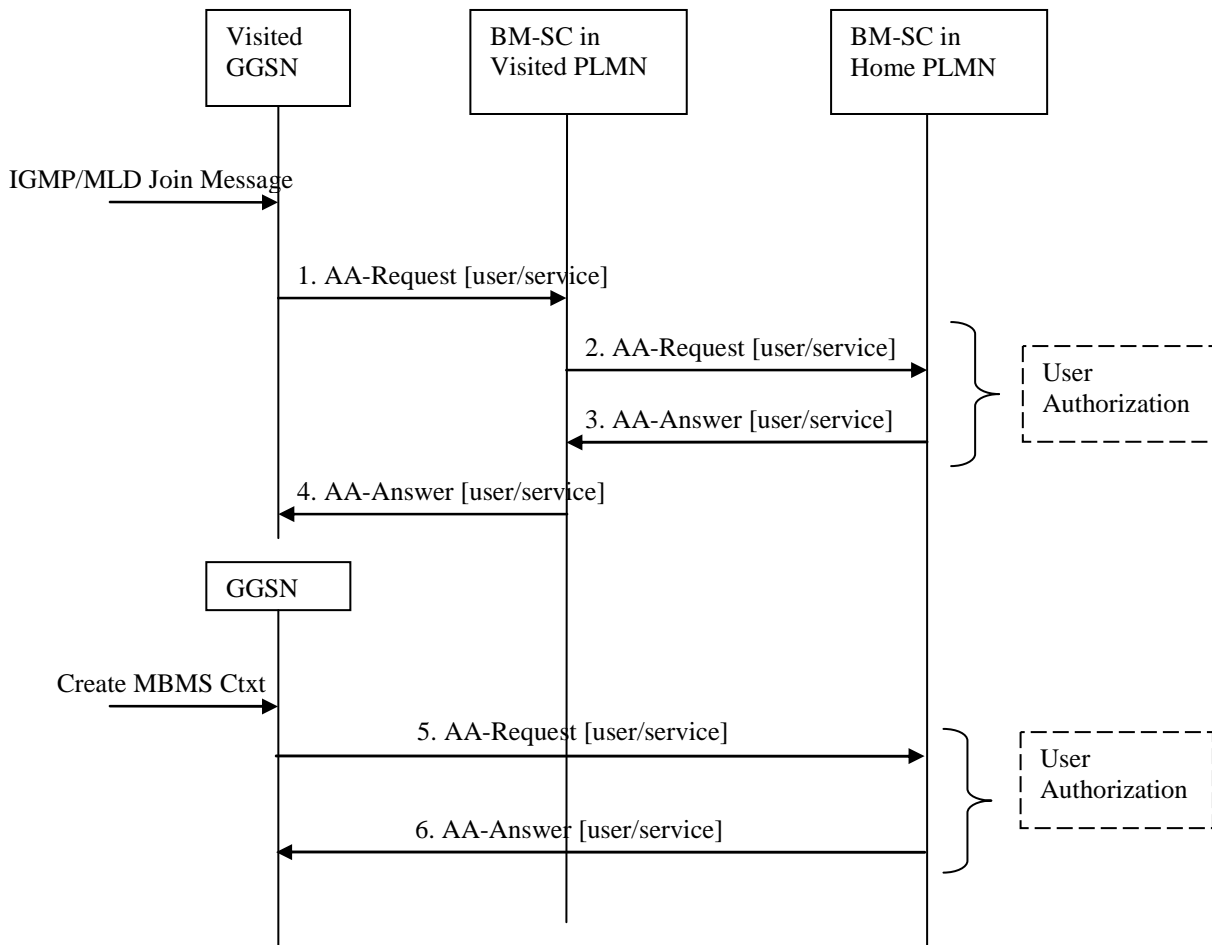 Visited
GGSN
BM-SC in
Visited PLMN
BM-SC in
Home PLMN
IGMP/MLD Join Message
1. AA-Request [user/service]
2. AA-Request [user/service]
User
Authorization
3. AA-Answer [user/service]
4. AA-Answer [user/service]
GGSN
Create MBMS Ctxt
5. AA-Request [user/service]
User
Authorization
6. AA-Answer [user/service]